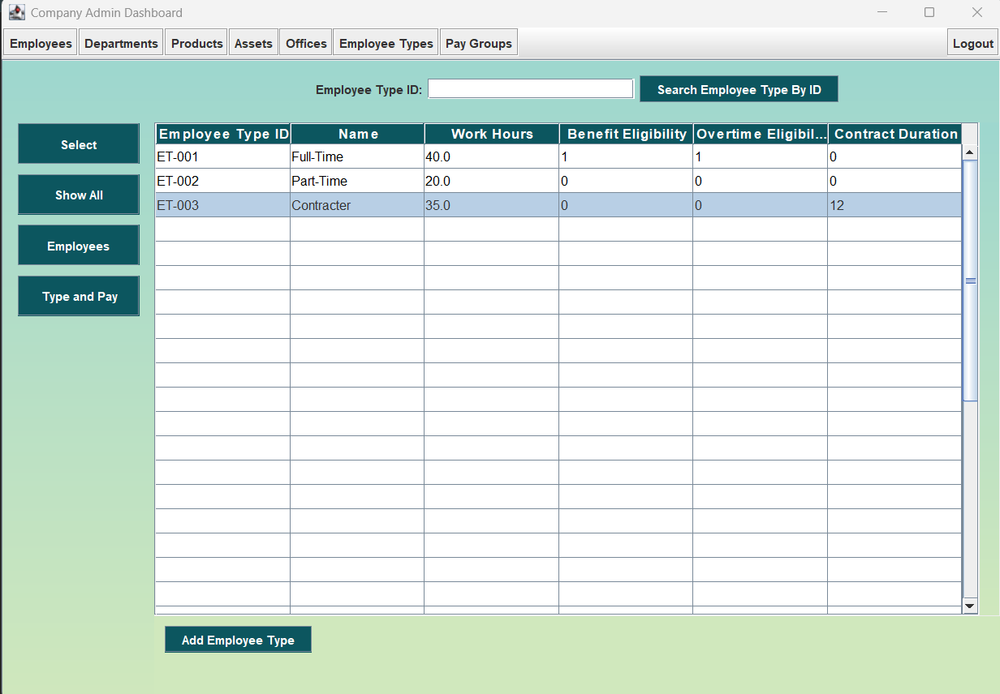 Company Admin Dashboard
Employees Departments Products Assets Offices Employee Types Pay Groups Logout
Employee Type ID: Search Employee Type By ID
Select
Show All
Employees
Type and Pay
Employee Type ID Name Work Hours Benefit Eligibility Overtime Eligibil... Contract Duration
ET-001 Full-Time 40.0 1 1 0
ET-002 Part-Time 20.0 0 0 0
ET-003 Contracter 35.0 0 0 12
Add Employee Type